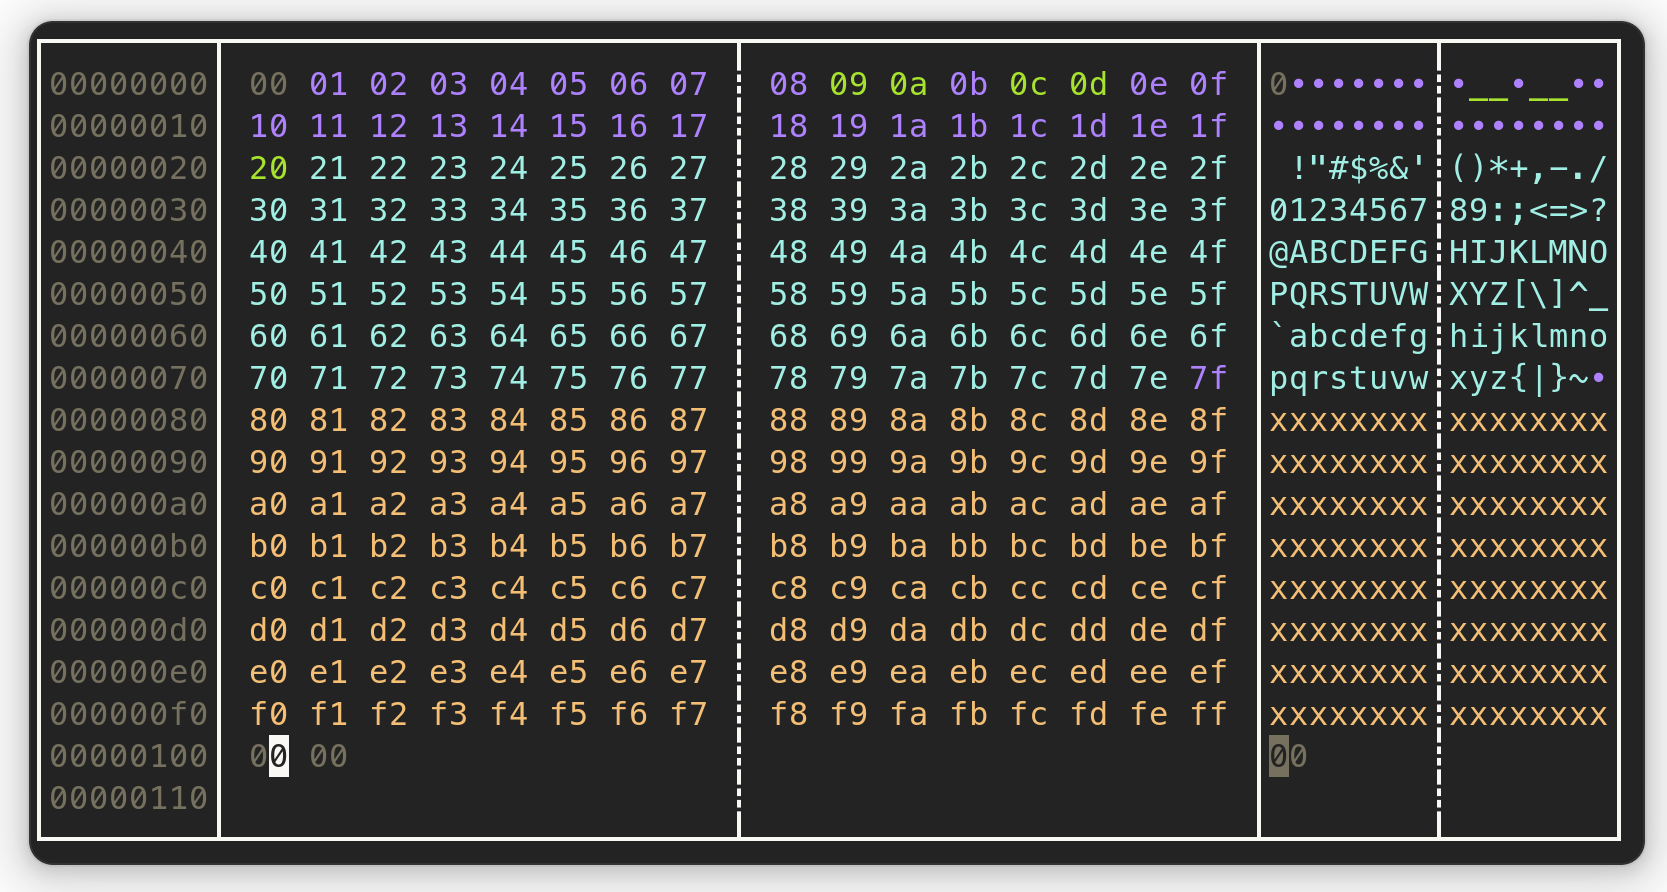 00000000 00 01 02 03 04 05 06 07 08 09 0a 0b 0c 0d 0e 0f 0••••••• •__•__••
00000010 10 11 12 13 14 15 16 17 18 19 1a 1b 1c 1d 1e 1f •••••••• ••••••••
00000020 20 21 22 23 24 25 26 27 28 29 2a 2b 2c 2d 2e 2f  !"#$%&' ()*+,-./
00000030 30 31 32 33 34 35 36 37 38 39 3a 3b 3c 3d 3e 3f 01234567 89:;<=>?
00000040 40 41 42 43 44 45 46 47 48 49 4a 4b 4c 4d 4e 4f @ABCDEFG HIJKLMNO
00000050 50 51 52 53 54 55 56 57 58 59 5a 5b 5c 5d 5e 5f PQRSTUVW XYZ[\]^_
00000060 60 61 62 63 64 65 66 67 68 69 6a 6b 6c 6d 6e 6f `abcdefg hijklmno
00000070 70 71 72 73 74 75 76 77 78 79 7a 7b 7c 7d 7e 7f pqrstuvw xyz{|}~•
00000080 80 81 82 83 84 85 86 87 88 89 8a 8b 8c 8d 8e 8f xxxxxxxx xxxxxxxx
00000090 90 91 92 93 94 95 96 97 98 99 9a 9b 9c 9d 9e 9f xxxxxxxx xxxxxxxx
000000a0 a0 a1 a2 a3 a4 a5 a6 a7 a8 a9 aa ab ac ad ae af xxxxxxxx xxxxxxxx
000000b0 b0 b1 b2 b3 b4 b5 b6 b7 b8 b9 ba bb bc bd be bf xxxxxxxx xxxxxxxx
000000c0 c0 c1 c2 c3 c4 c5 c6 c7 c8 c9 ca cb cc cd ce cf xxxxxxxx xxxxxxxx
000000d0 d0 d1 d2 d3 d4 d5 d6 d7 d8 d9 da db dc dd de df xxxxxxxx xxxxxxxx
000000e0 e0 e1 e2 e3 e4 e5 e6 e7 e8 e9 ea eb ec ed ee ef xxxxxxxx xxxxxxxx
000000f0 f0 f1 f2 f3 f4 f5 f6 f7 f8 f9 fa fb fc fd fe ff xxxxxxxx xxxxxxxx
00000100 00 00 00
00000110